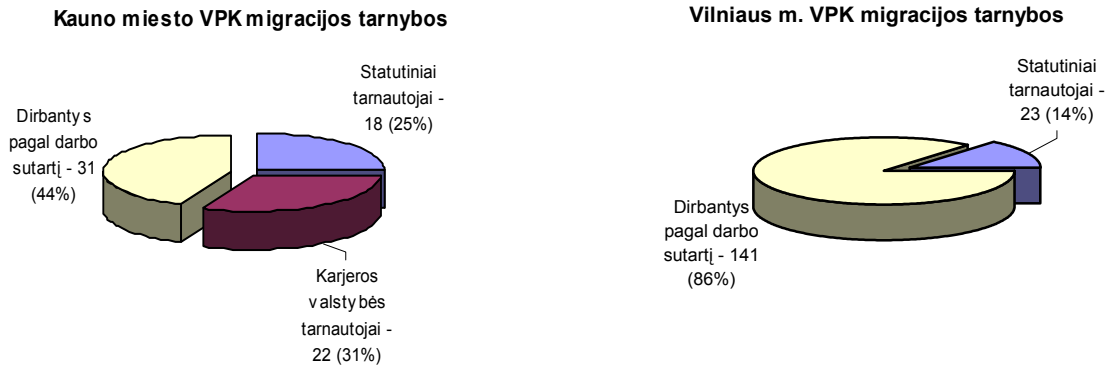 Kauno miesto VPK migracijos tarnybos
Statutiniai
tarnautojai -
18 (25%)
Dirbantys
pagal darbo
sutartį - 31
(44%)
Karjeros
valstybės
tarnautojai -
22 (31%)
Vilniaus m. VPK migracijos tarnybos
Statutiniai
tarnautojai -
23 (14%)
Dirbantys
pagal darbo
sutartį - 141
(86%)